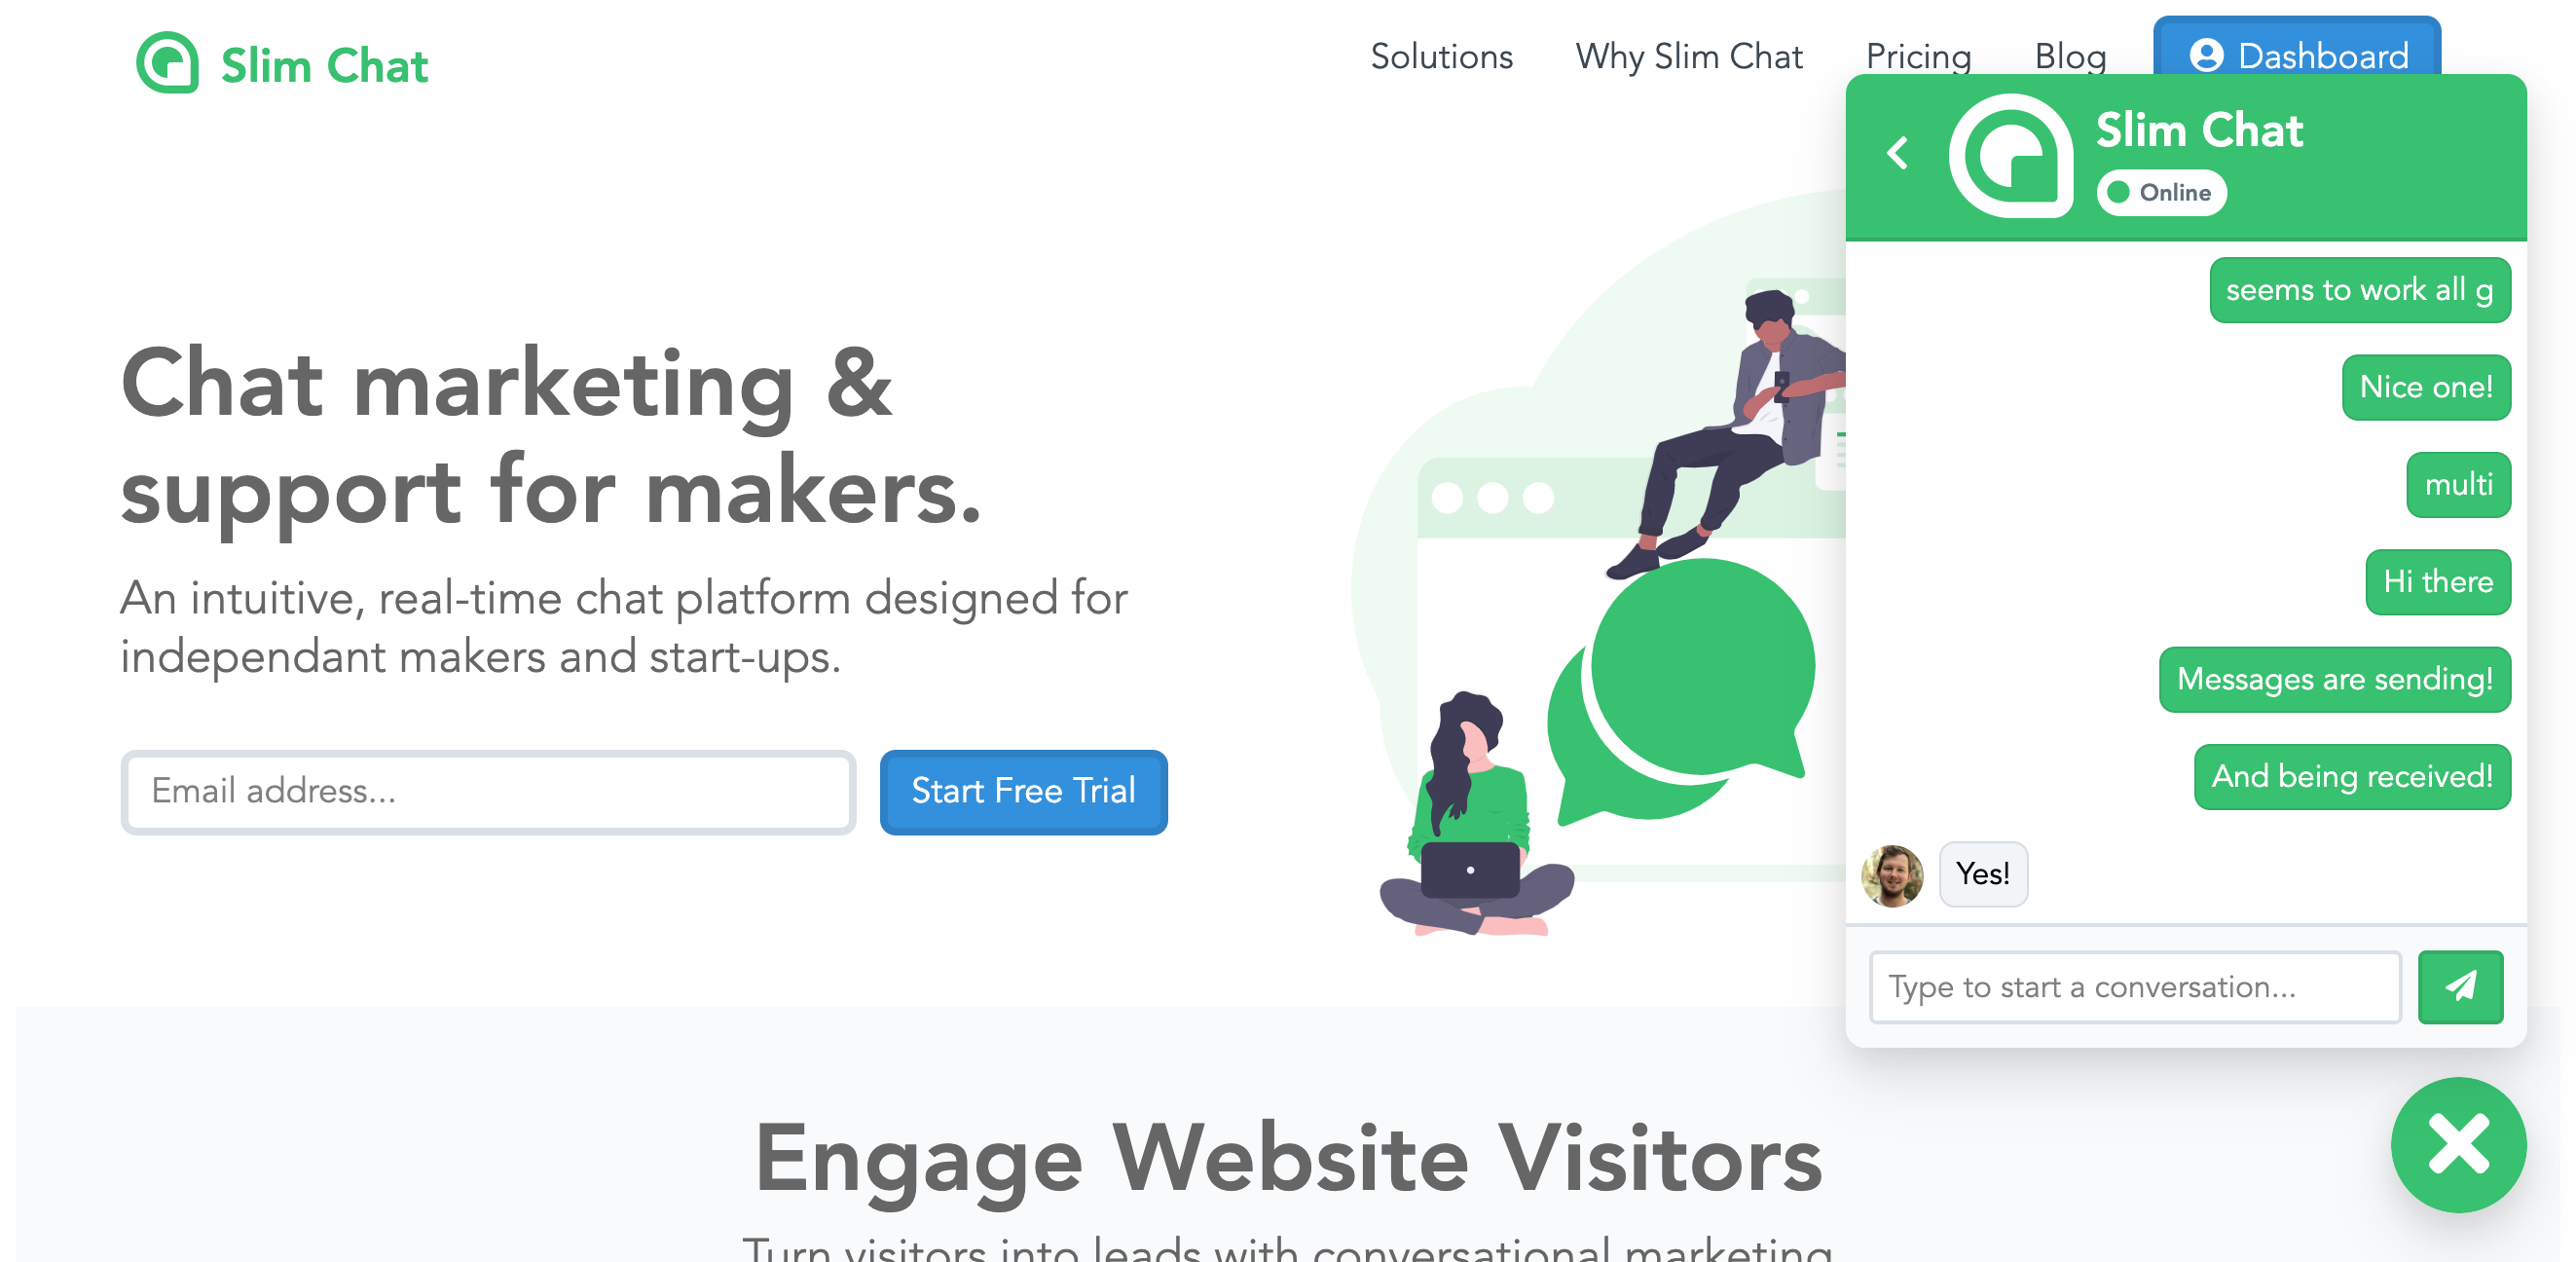 Slim Chat
Solutions
Why Slim Chat
Pricing
Blog
Dashboard
Chat marketing &
support for makers.
An intuitive, real-time chat platform designed for
independant makers and start-ups.
Email address...
Start Free Trial
Slim Chat
Online
seems to work all g
Nice one!
multi
Hi there
Messages are sending!
And being received!
Yes!
Type to start a conversation...
Engage Website Visitors
Turn visitors into leads with conversational marketing